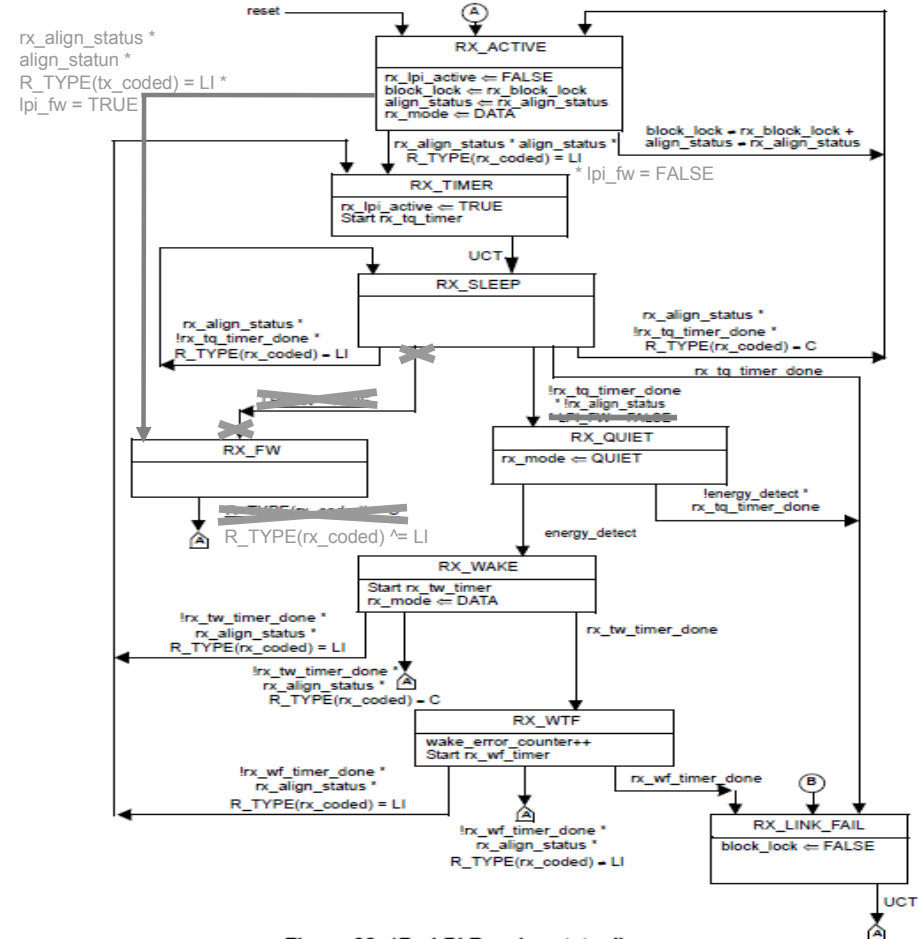 reset
A
rx_align_status *
align_statun *
R_TYPE(tx_coded) = LI *
lpi_fw = TRUE
RX_ACTIVE
rx_lpi_active ⇐ FALSE
block_lock ⇐ rx_block_lock
align_status ⇐ rx_align_status
rx_mode ⇐ DATA
block_lock ≠ rx_block_lock +
align_status ≠ rx_align_status
rx_align_status * align_status *
R_TYPE(rx_coded) = LI
* lpi_fw = FALSE
RX_TIMER
rx_lpi_active ⇐ TRUE
Start rx_tq_timer
UCT
RX_SLEEP
rx_align_status *
!rx_tq_timer_done *
R_TYPE(rx_coded) = LI
rx_align_status *
!rx_tq_timer_done *
R_TYPE(rx_coded) = C
rx_tq_timer_done
!rx_tq_timer_done
* !rx_align_status
* LPI_FW = FALSE
RX_FW
RX_QUIET
rx_mode ⇐ QUIET
!energy_detect *
rx_tq_timer_done
A
R_TYPE(rx_coded) ^= LI
energy_detect
RX_WAKE
Start rx_tw_timer
rx_mode ⇐ DATA
!rx_tw_timer_done *
rx_align_status *
R_TYPE(rx_coded) = LI
rx_tw_timer_done
!rx_tw_timer_done *
rx_align_status *
A
R_TYPE(rx_coded) = C
RX_WTF
wake_error_counter++
Start rx_wf_timer
!rx_wf_timer_done *
rx_align_status *
R_TYPE(rx_coded) = LI
rx_wf_timer_done
B
A
!rx_wf_timer_done *
rx_align_status *
R_TYPE(rx_coded) ≠ LI
RX_LINK_FAIL
block_lock ⇐ FALSE
UCT
A